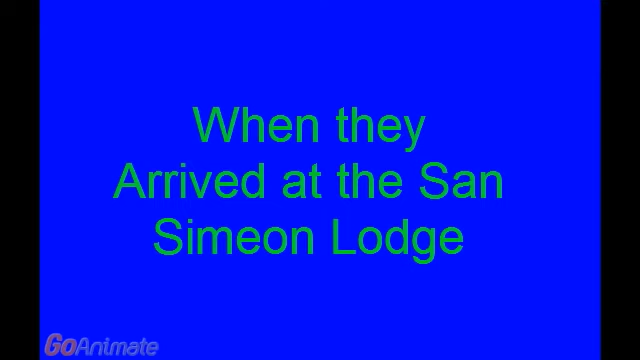 When they
Arrived at the San
Simeon Lodge
GoAnimate